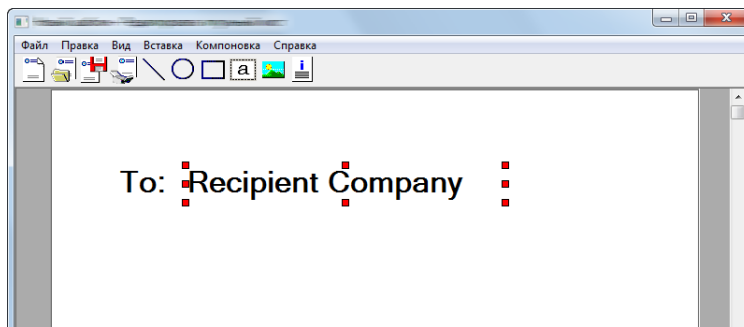 Файл Правка Вид Вставка Компоновка Справка
a
To: Recipient Company